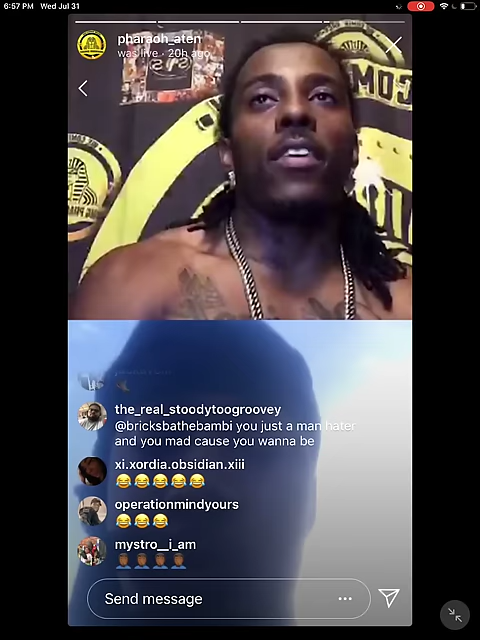 6:57 PM Wed Jul 31
pharaoh_aten
was live · 20h ago
the_real_stoodytoogroovey
@bricksbathebambi you just a man hater
and you mad cause you wanna be
xi.xordia.obsidian.xiii
😂😂😂😂😂
operationmindyours
😂😂😂
mystro__i_am
🤦🏾‍♂️🤦🏾‍♂️🤦🏾‍♂️🤦🏾‍♂️
Send message